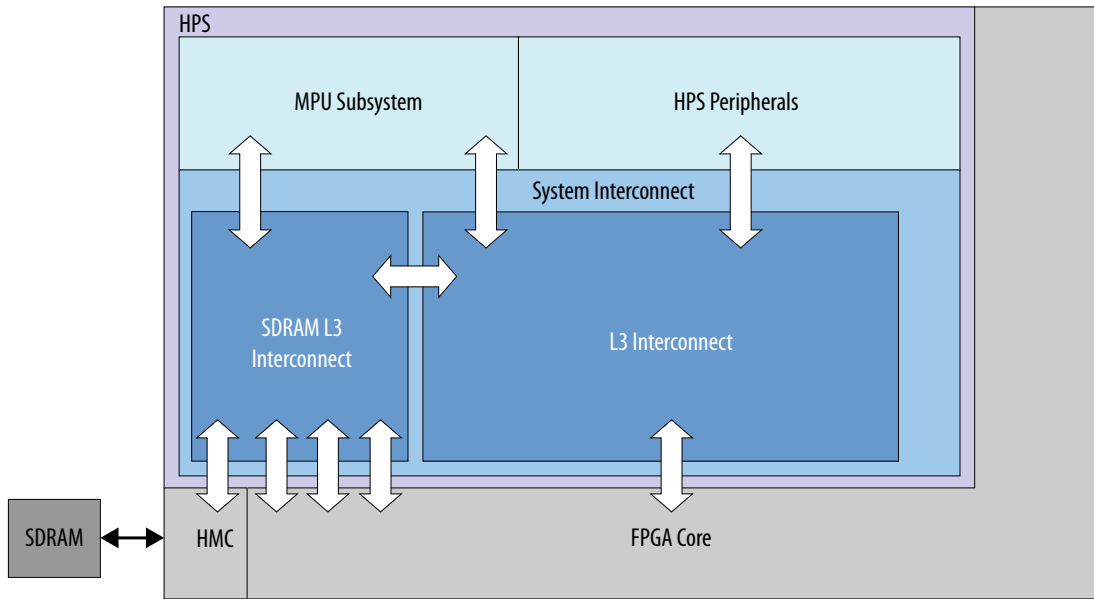 HPS
MPU Subsystem
HPS Peripherals
System Interconnect
SDRAM L3
Interconnect
L3 Interconnect
SDRAM
HMC
FPGA Core